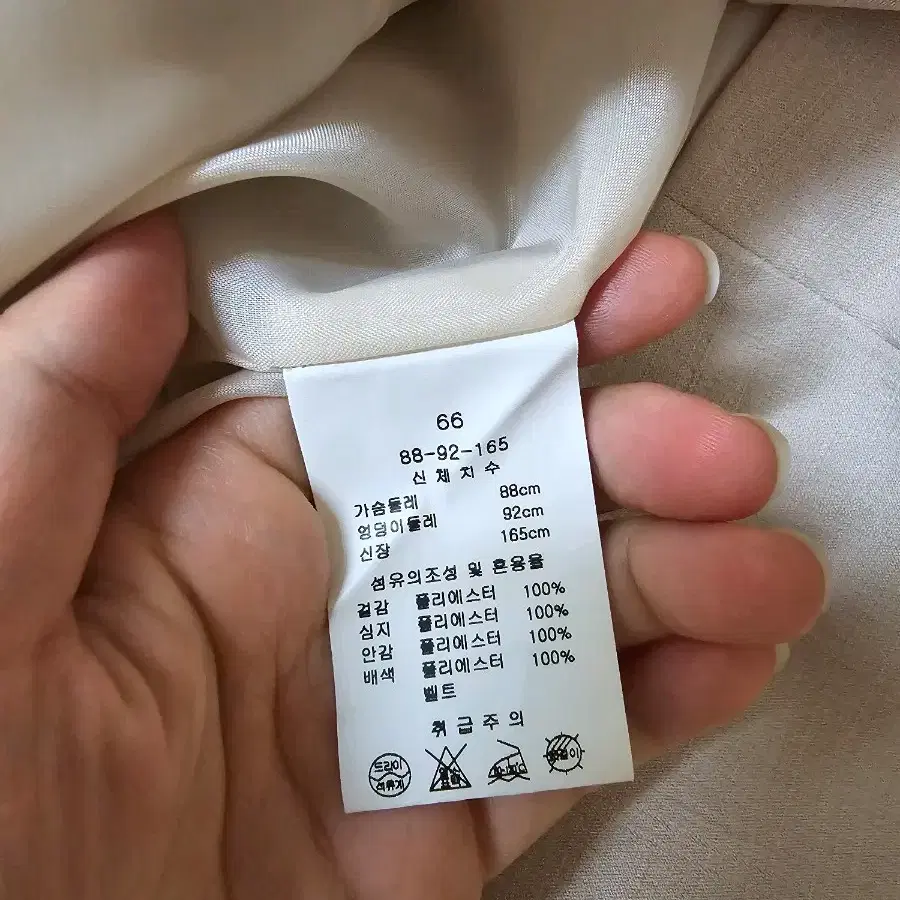 66
88-92-165
신체치수
가슴둘레 88cm
엉덩이둘레 92cm
신장 165cm
섬유의조성 및 혼용율
겉감 폴리에스터 100%
심지 폴리에스터 100%
안감 폴리에스터 100%
배색 폴리에스터 100%
벨트
취급주의
드라이
석유계